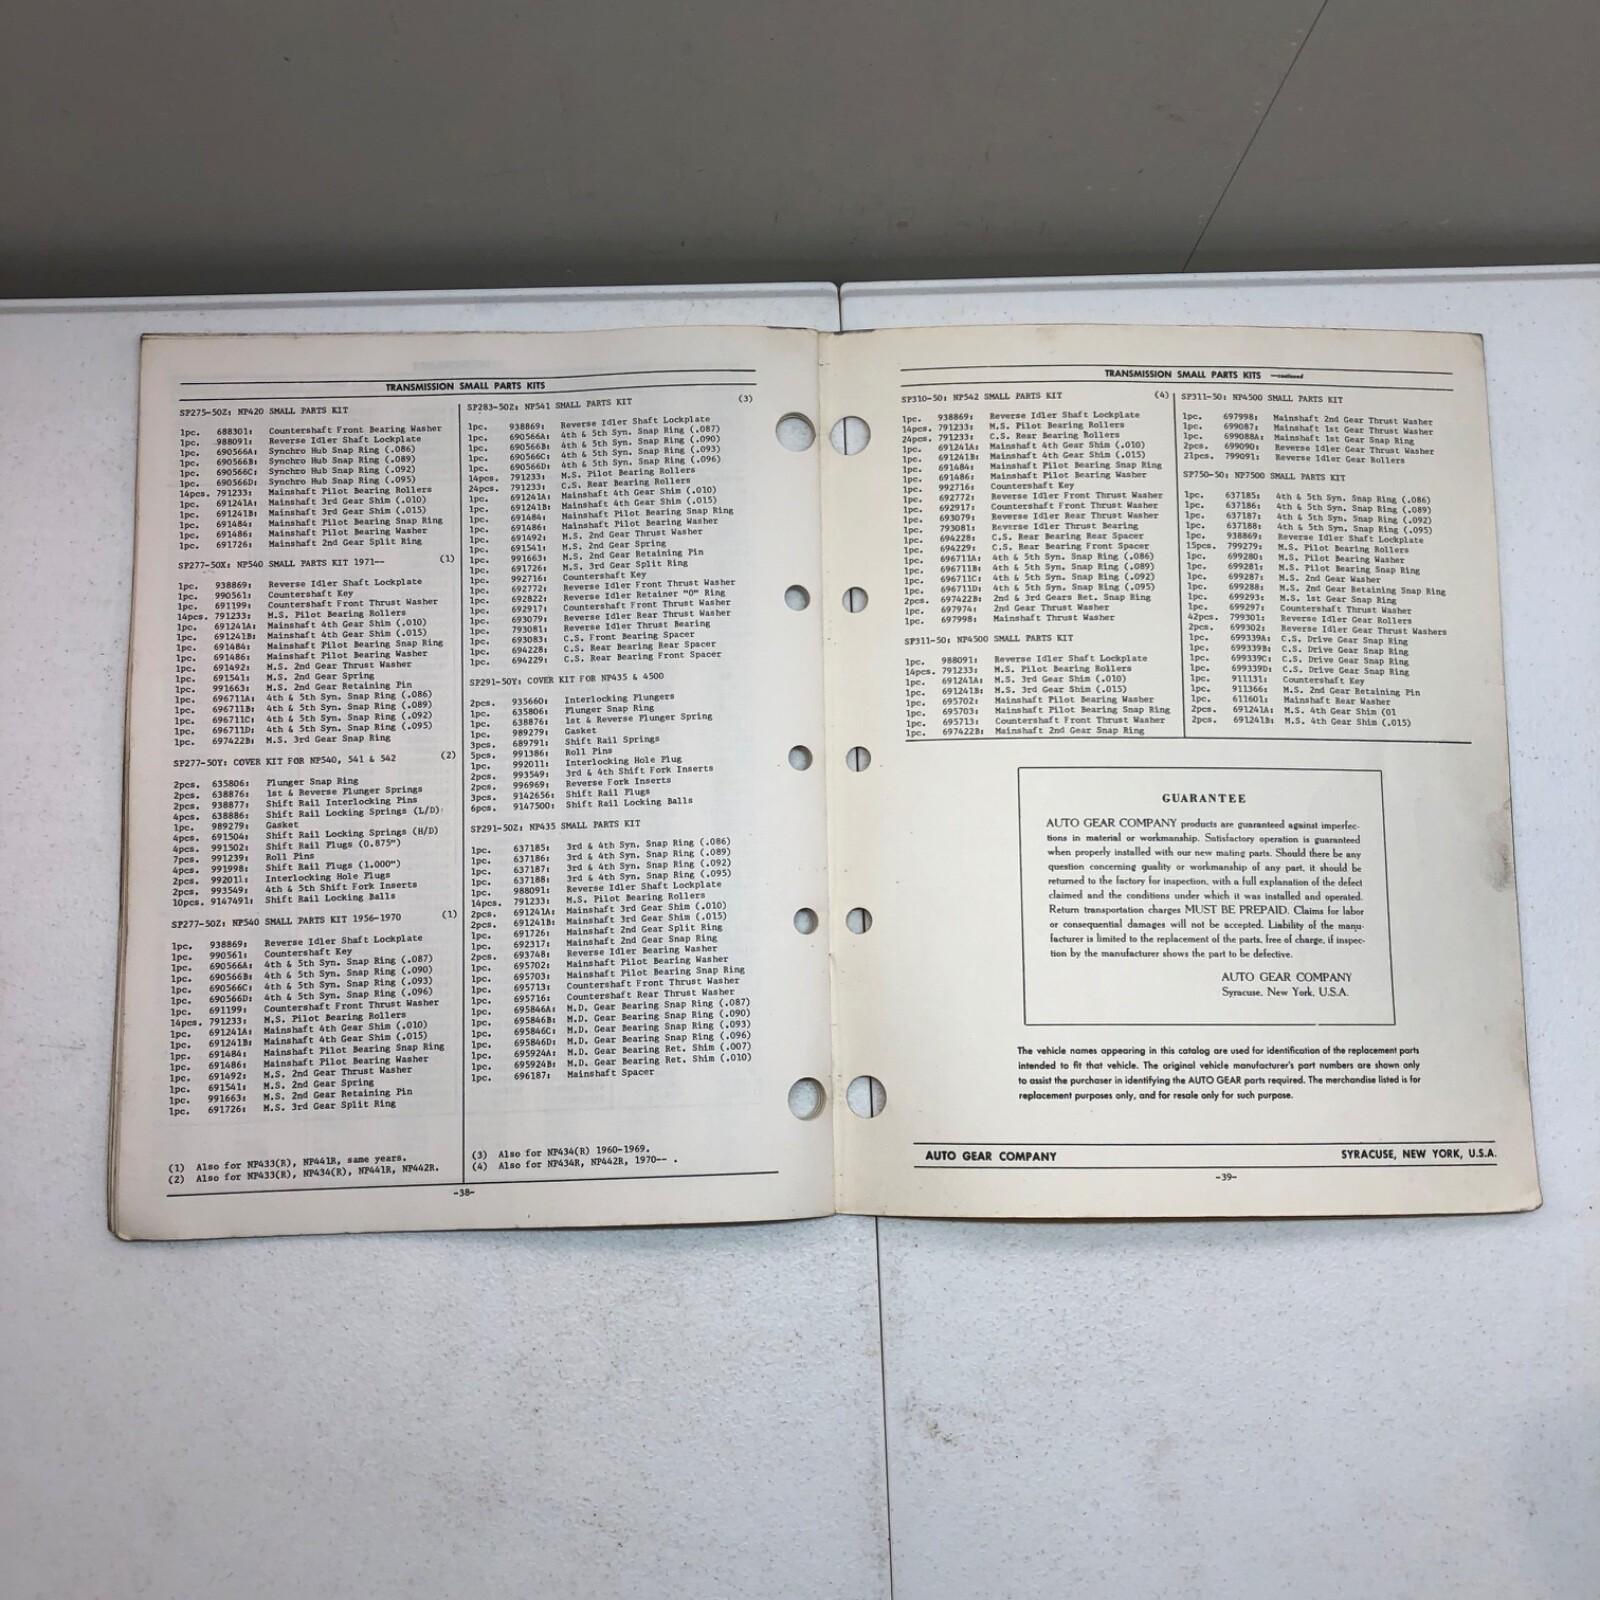 TRANSMISSION SMALL PARTS KITS
SP275-50Z: NP420 SMALL PARTS KIT
1pc. 688301: Countershaft Front Bearing Washer
1pc. 988091: Reverse Idler Shaft Lockplate
1pc. 690566A: Synchro Hub Snap Ring (.086)
1pc. 690566B: Synchro Hub Snap Ring (.089)
1pc. 690566C: Synchro Hub Snap Ring (.092)
1pc. 690566D: Synchro Hub Snap Ring (.095)
14pcs. 791233: Mainshaft Pilot Bearing Rollers
1pc. 691241A: Mainshaft 3rd Gear Shim (.010)
1pc. 691241B: Mainshaft 3rd Gear Shim (.015)
1pc. 691484: Mainshaft Pilot Bearing Snap Ring
1pc. 691486: Mainshaft Pilot Bearing Washer
1pc. 691726: Mainshaft 2nd Gear Split Ring
SP277-50X: NP540 SMALL PARTS KIT 1971-- (1)
1pc. 938869: Reverse Idler Shaft Lockplate
1pc. 990561: Countershaft Key
1pc. 691199: Countershaft Front Thrust Washer
14pcs. 791233: M.S. Pilot Bearing Rollers
1pc. 691241A: Mainshaft 4th Gear Shim (.010)
1pc. 691241B: Mainshaft 4th Gear Shim (.015)
1pc. 691484: Mainshaft Pilot Bearing Snap Ring
1pc. 691486: Mainshaft Pilot Bearing Washer
1pc. 691492: M.S. 2nd Gear Thrust Washer
1pc. 691541: M.S. 2nd Gear Spring
1pc. 991663: M.S. 2nd Gear Retaining Pin
1pc. 696711A: 4th & 5th Syn. Snap Ring (.086)
1pc. 696711B: 4th & 5th Syn. Snap Ring (.089)
1pc. 696711C: 4th & 5th Syn. Snap Ring (.092)
1pc. 696711D: 4th & 5th Syn. Snap Ring (.095)
1pc. 697422B: M.S. 3rd Gear Snap Ring
SP277-50Y: COVER KIT FOR NP540, 541 & 542 (2)
2pcs. 635806: Plunger Snap Ring
2pcs. 638876: 1st & Reverse Plunger Springs
2pcs. 938877: Shift Rail Interlocking Pins
4pcs. 638886: Shift Rail Locking Springs (L/D)
1pc. 989279: Gasket
4pcs. 691504: Shift Rail Locking Springs (H/D)
4pcs. 991502: Shift Rail Plugs (0.875")
7pcs. 991239: Roll Pins
4pcs. 991998: Shift Rail Plugs (1.000")
2pcs. 992011: Interlocking Hole Plugs
2pcs. 993549: 4th & 5th Shift Fork Inserts
10pcs. 9147491: Shift Rail Locking Balls
SP277-50Z: NP540 SMALL PARTS KIT 1956-1970 (1)
1pc. 938869: Reverse Idler Shaft Lockplate
1pc. 990561: Countershaft Key
1pc. 690566A: 4th & 5th Syn. Snap Ring (.087)
1pc. 690566B: 4th & 5th Syn. Snap Ring (.090)
1pc. 690566C: 4th & 5th Syn. Snap Ring (.093)
1pc. 690566D: 4th & 5th Syn. Snap Ring (.096)
1pc. 691199: Countershaft Front Thrust Washer
14pcs. 791233: M.S. Pilot Bearing Rollers
1pc. 691241A: Mainshaft 4th Gear Shim (.010)
1pc. 691241B: Mainshaft 4th Gear Shim (.015)
1pc. 691484: Mainshaft Pilot Bearing Snap Ring
1pc. 691486: Mainshaft Pilot Bearing Washer
1pc. 691492: M.S. 2nd Gear Thrust Washer
1pc. 691541: M.S. 2nd Gear Spring
1pc. 991663: M.S. 2nd Gear Retaining Pin
1pc. 691726: M.S. 3rd Gear Split Ring
(1) Also for NP433(R), NP441R, same years.
(2) Also for NP433(R), NP434(R), NP441R, NP442R.
SP283-50Z: NP541 SMALL PARTS KIT (3)
1pc. 938869: Reverse Idler Shaft Lockplate
1pc. 690566A: 4th & 5th Syn. Snap Ring (.087)
1pc. 690566B: 4th & 5th Syn. Snap Ring (.090)
1pc. 690566C: 4th & 5th Syn. Snap Ring (.093)
1pc. 690566D: 4th & 5th Syn. Snap Ring (.096)
14pcs. 791233: M.S. Pilot Bearing Rollers
24pcs. 791233: C.S. Rear Bearing Rollers
1pc. 691241A: Mainshaft 4th Gear Shim (.010)
1pc. 691241B: Mainshaft 4th Gear Shim (.015)
1pc. 691484: Mainshaft Pilot Bearing Snap Ring
1pc. 691486: Mainshaft Pilot Bearing Washer
1pc. 691492: M.S. 2nd Gear Thrust Washer
1pc. 691541: M.S. 2nd Gear Spring
1pc. 991663: M.S. 2nd Gear Retaining Pin
1pc. 691726: M.S. 3rd Gear Split Ring
1pc. 992716: Countershaft Key
1pc. 692772: Reverse Idler Front Thrust Washer
1pc. 692822: Reverse Idler Retainer "O" Ring
1pc. 692917: Countershaft Front Thrust Washer
1pc. 693079: Reverse Idler Rear Thrust Washer
1pc. 793081: Reverse Idler Thrust Bearing
1pc. 693083: C.S. Front Bearing Spacer
1pc. 694228: C.S. Rear Bearing Rear Spacer
1pc. 694229: C.S. Rear Bearing Front Spacer
SP291-50Y: COVER KIT FOR NP435 & 4500
2pcs. 935660: Interlocking Plungers
1pc. 635806: Plunger Snap Ring
1pc. 638876: 1st & Reverse Plunger Spring
1pc. 989279: Gasket
3pcs. 689791: Shift Rail Springs
5pcs. 991386: Roll Pins
1pc. 992011: Interlocking Hole Plug
2pcs. 993549: 3rd & 4th Shift Fork Inserts
2pcs. 996969: Reverse Fork Inserts
3pcs. 9142656: Shift Rail Plugs
6pcs. 9147500: Shift Rail Locking Balls
SP291-50Z: NP435 SMALL PARTS KIT
1pc. 637185: 3rd & 4th Syn. Snap Ring (.086)
1pc. 637186: 3rd & 4th Syn. Snap Ring (.089)
1pc. 637187: 3rd & 4th Syn. Snap Ring (.092)
1pc. 637188: 3rd & 4th Syn. Snap Ring (.095)
1pc. 988091: Reverse Idler Shaft Lockplate
14pcs. 791233: M.S. Pilot Bearing Rollers
2pcs. 691241A: Mainshaft 3rd Gear Shim (.010)
2pcs. 691241B: Mainshaft 3rd Gear Shim (.015)
1pc. 691726: Mainshaft 2nd Gear Split Ring
1pc. 692317: Mainshaft 2nd Gear Snap Ring
2pcs. 693748: Reverse Idler Bearing Washer
1pc. 695702: Mainshaft Pilot Bearing Washer
1pc. 695703: Mainshaft Pilot Bearing Snap Ring
1pc. 695713: Countershaft Front Thrust Washer
1pc. 695716: Countershaft Rear Thrust Washer
1pc. 695846A: M.D. Gear Bearing Snap Ring (.087)
1pc. 695846B: M.D. Gear Bearing Snap Ring (.090)
1pc. 695846C: M.D. Gear Bearing Snap Ring (.093)
1pc. 695846D: M.D. Gear Bearing Snap Ring (.096)
1pc. 695924A: M.D. Gear Bearing Ret. Shim (.007)
1pc. 695924B: M.D. Gear Bearing Ret. Shim (.010)
1pc. 696187: Mainshaft Spacer
(3) Also for NP434(R) 1960-1969.
(4) Also for NP434R, NP442R, 1970-- .
-38-
TRANSMISSION SMALL PARTS KITS —continued
SP310-50: NP542 SMALL PARTS KIT (4)
1pc. 938869: Reverse Idler Shaft Lockplate
14pcs. 791233: M.S. Pilot Bearing Rollers
24pcs. 791233: C.S. Rear Bearing Rollers
1pc. 691241A: Mainshaft 4th Gear Shim (.010)
1pc. 691241B: Mainshaft 4th Gear Shim (.015)
1pc. 691484: Mainshaft Pilot Bearing Snap Ring
1pc. 691486: Mainshaft Pilot Bearing Washer
1pc. 992716: Countershaft Key
1pc. 692772: Reverse Idler Front Thrust Washer
1pc. 692917: Countershaft Front Thrust Washer
1pc. 693079: Reverse Idler Rear Thrust Washer
1pc. 793081: Reverse Idler Thrust Bearing
1pc. 694228: C.S. Rear Bearing Rear Spacer
1pc. 694229: C.S. Rear Bearing Front Spacer
1pc. 696711A: 4th & 5th Syn. Snap Ring (.086)
1pc. 696711B: 4th & 5th Syn. Snap Ring (.089)
1pc. 696711C: 4th & 5th Syn. Snap Ring (.092)
1pc. 696711D: 4th & 5th Syn. Snap Ring (.095)
2pcs. 697422B: 2nd & 3rd Gears Ret. Snap Ring
1pc. 697974: 2nd Gear Thrust Washer
1pc. 697998: Mainshaft Thrust Washer
SP311-50: NP4500 SMALL PARTS KIT
1pc. 988091: Reverse Idler Shaft Lockplate
14pcs. 791233: M.S. Pilot Bearing Rollers
1pc. 691241A: M.S. 3rd Gear Shim (.010)
1pc. 691241B: M.S. 3rd Gear Shim (.015)
1pc. 695702: Mainshaft Pilot Bearing Washer
1pc. 695703: Mainshaft Pilot Bearing Snap Ring
1pc. 695713: Countershaft Front Thrust Washer
1pc. 697422B: Mainshaft 2nd Gear Snap Ring
SP311-50: NP4500 SMALL PARTS KIT
1pc. 697998: Mainshaft 2nd Gear Thrust Washer
1pc. 699087: Mainshaft 1st Gear Thrust Washer
1pc. 699088A: Mainshaft 1st Gear Snap Ring
2pcs. 699090: Reverse Idler Gear Thrust Washer
21pcs. 799091: Reverse Idler Gear Rollers
SP750-50: NP7500 SMALL PARTS KIT
1pc. 637185: 4th & 5th Syn. Snap Ring (.086)
1pc. 637186: 4th & 5th Syn. Snap Ring (.089)
1pc. 637187: 4th & 5th Syn. Snap Ring (.092)
1pc. 637188: 4th & 5th Syn. Snap Ring (.095)
1pc. 938869: Reverse Idler Shaft Lockplate
15pcs. 799279: M.S. Pilot Bearing Rollers
1pc. 699280: M.S. Pilot Bearing Washer
1pc. 699281: M.S. Pilot Bearing Snap Ring
1pc. 699287: M.S. 2nd Gear Washer
1pc. 699288: M.S. 2nd Gear Retaining Snap Ring
1pc. 699293: M.S. 1st Gear Snap Ring
1pc. 699297: Countershaft Thrust Washer
42pcs. 799301: Reverse Idler Gear Rollers
2pcs. 699302: Reverse Idler Gear Thrust Washers
1pc. 699339A: C.S. Drive Gear Snap Ring
1pc. 699339B: C.S. Drive Gear Snap Ring
1pc. 699339C: C.S. Drive Gear Snap Ring
1pc. 699339D: C.S. Drive Gear Snap Ring
1pc. 911131: Countershaft Key
1pc. 911366: M.S. 2nd Gear Retaining Pin
1pc. 611601: Mainshaft Rear Washer
2pcs. 691241A: M.S. 4th Gear Shim (01
2pcs. 691241B: M.S. 4th Gear Shim (.015)
GUARANTEE
AUTO GEAR COMPANY products are guaranteed against imperfec-
tions in material or workmanship. Satisfactory operation is guaranteed
when properly installed with our new mating parts. Should there be any
question concerning quality or workmanship of any part, it should be
returned to the factory for inspection, with a full explanation of the defect
claimed and the conditions under which it was installed and operated.
Return transportation charges MUST BE PREPAID. Claims for labor
or consequential damages will not be accepted. Liability of the manu-
facturer is limited to the replacement of the parts, free of charge, if inspec-
tion by the manufacturer shows the part to be defective.
AUTO GEAR COMPANY
Syracuse, New York, U.S.A.
The vehicle names appearing in this catalog are used for identification of the replacement parts
intended to fit that vehicle. The original vehicle manufacturer's part numbers are shown only
to assist the purchaser in identifying the AUTO GEAR parts required. The merchandise listed is for
replacement purposes only, and for resale only for such purpose.
AUTO GEAR COMPANY SYRACUSE, NEW YORK, U.S.A.
-39-